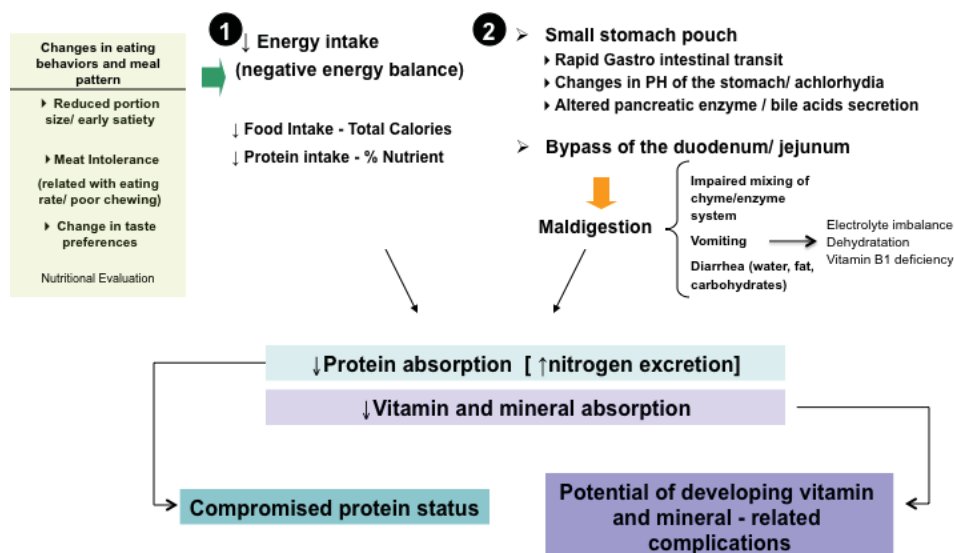 Changes in eating
behaviors and meal
pattern
Reduced portion
size/ early satiety
Meat Intolerance
(related with eating
rate/ poor chewing)
Change in taste
preferences
Nutritional Evaluation
1
↓ Energy intake
(negative energy balance)
↓ Food Intake - Total Calories
↓ Protein intake - % Nutrient
2
Small stomach pouch
Rapid Gastro intestinal transit
Changes in PH of the stomach/ achlorhydia
Altered pancreatic enzyme / bile acids secretion
Bypass of the duodenum/ jejunum
Maldigestion
Impaired mixing of
chyme/enzyme
system
Vomiting
Diarrhea (water, fat,
carbohydrates)
Electrolyte imbalance
Dehydratation
Vitamin B1 deficiency
↓Protein absorption [ ↑nitrogen excretion]
↓Vitamin and mineral absorption
Compromised protein status
Potential of developing vitamin
and mineral - related
complications